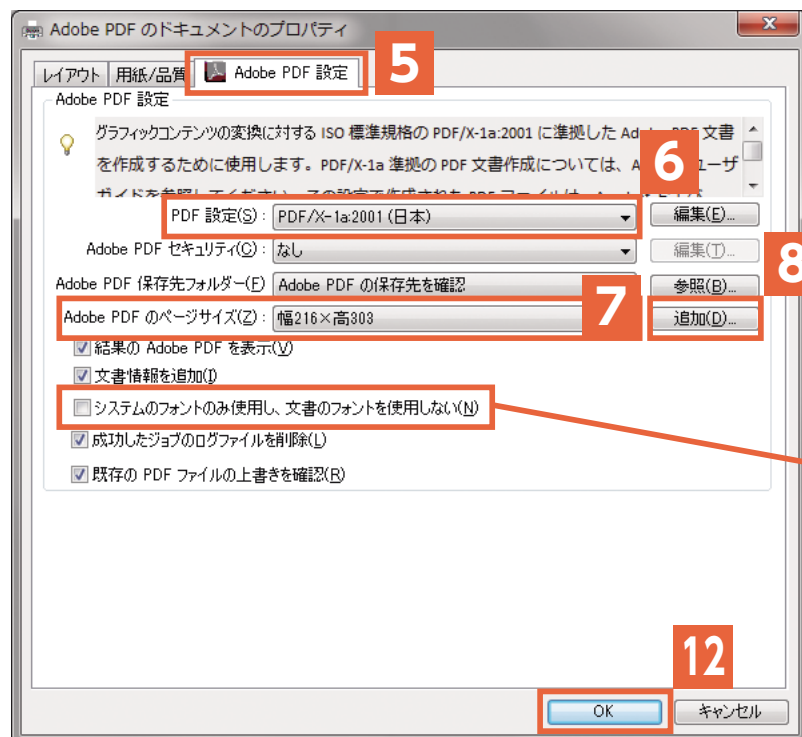 Adobe PDF のドキュメントのプロパティ
5
レイアウト 用紙/品質 Adobe PDF 設定
Adobe PDF 設定
グラフィックコンテンツの変換に対する ISO 標準規格の PDF/X-1a:2001 に準拠した Ad PDF 文書
を作成するために使用します。PDF/X-1a 準拠の PDF 文書作成については、A ユーザ
6
PDF 設定(S): PDF/X-1a:2001 (日本) 編集(E)...
Adobe PDF セキュリティ(C): なし 編集(T)...
8
Adobe PDF 保存先フォルダー(F) Adobe PDF の保存先を確認 参照(B)...
7
Adobe PDF のページサイズ(Z): 幅216×高303 追加(D)...
結果の Adobe PDF を表示(V)
文書情報を追加(I)
システムのフォントのみ使用し、文書のフォントを使用しない(N)
成功したジョブのログファイルを削除(L)
既存の PDF ファイルの上書きを確認(R)
12
OK キャンセル